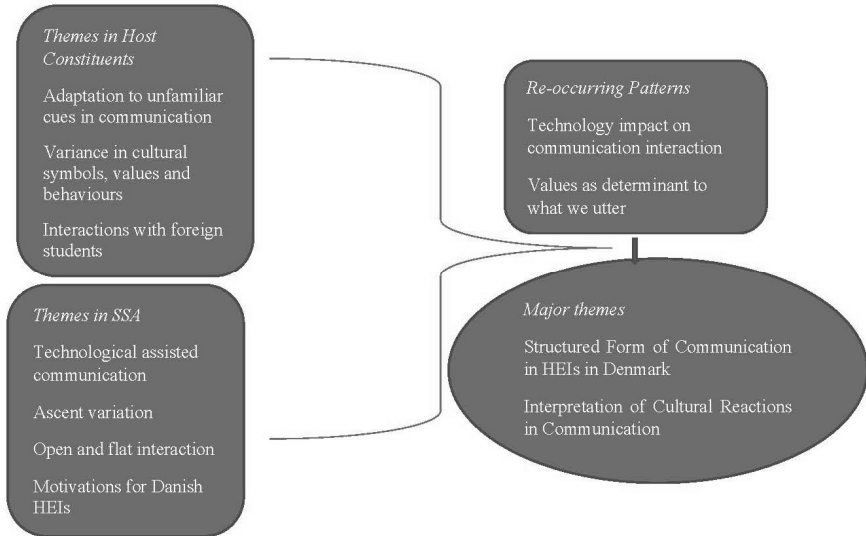 Themes in Host
Constituents
Adaptation to unfamiliar
cues in communication
Variance in cultural
symbols, values and
behaviours
Interactions with foreign
students
Themes in SSA
Technological assisted
communication
Ascent variation
Open and flat interaction
Motivations for Danish
HEIs
Re-occurring Patterns
Technology impact on
communication interaction
Values as determinant to
what we utter
Major themes
Structured Form of Communication
in HEIs in Denmark
Interpretation of Cultural Reactions
in Communication